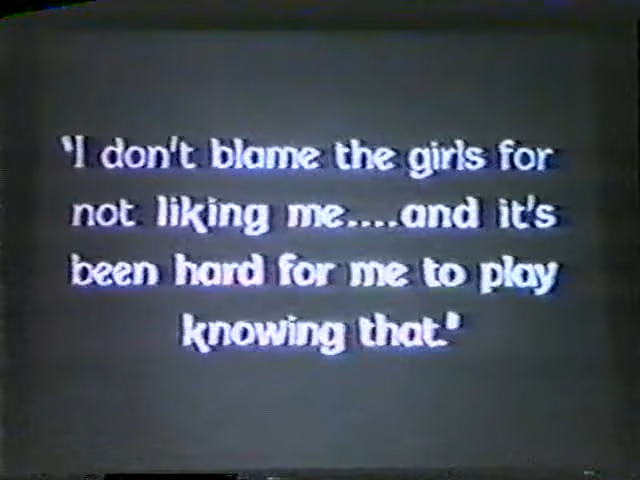 "I don't blame the girls for
not liking me....and it's
been hard for me to play
knowing that."